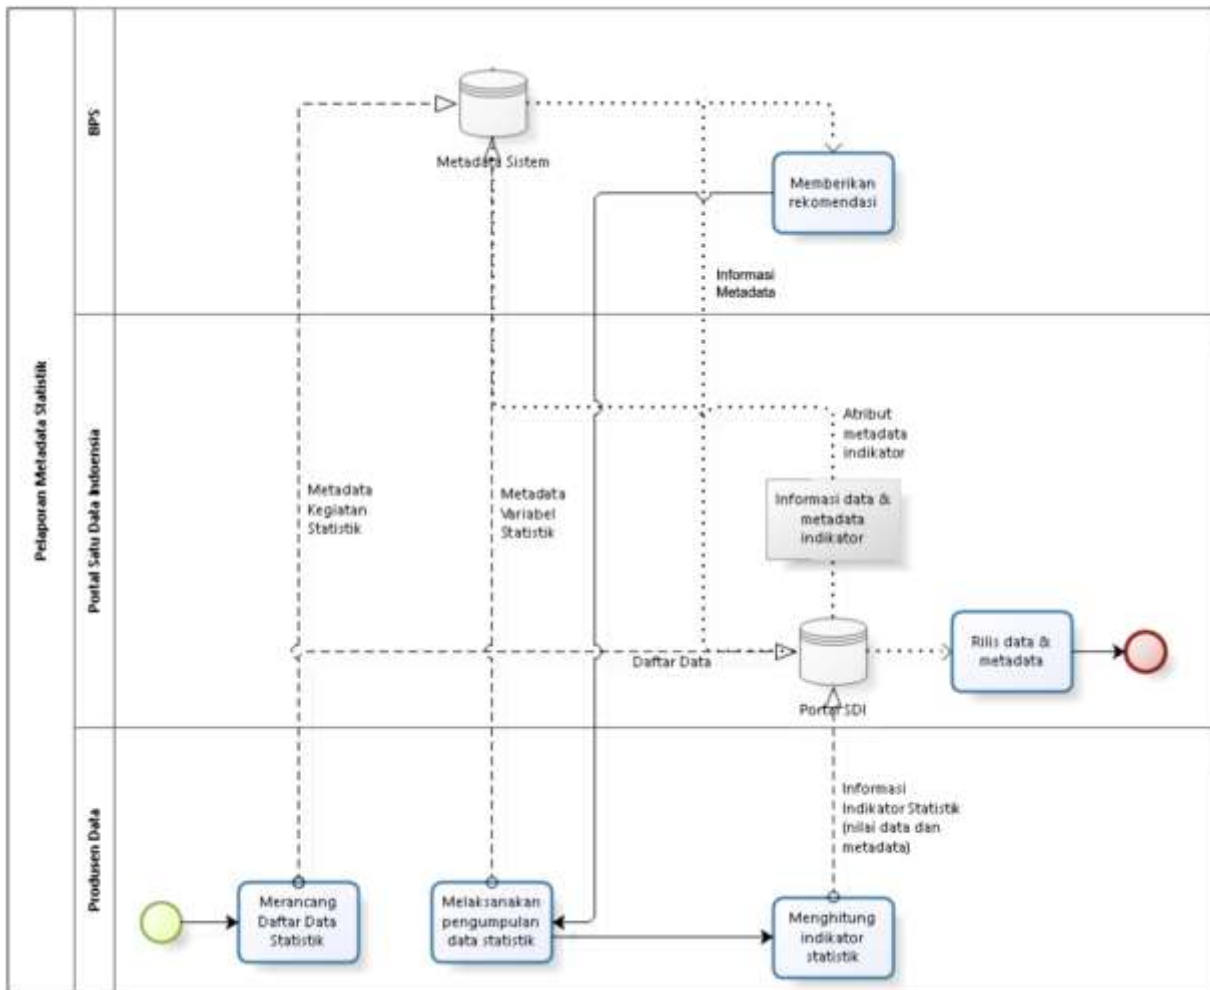 Pelaporan Metadata Statistik
BPS
Metadata Sistem
Memberikan
rekomendasi
Informasi
Metadata
Portal Satu Data Indoensia
Atribut
metadata
indikator
Metadata
Kegiatan
Statistik
Metadata
Variabel
Statistik
Informasi data &
metadata
indikator
Daftar Data
Portal SDI
Rilis data &
metadata
Produsen Data
Informasi
Indikator Statistik
(nilai data dan
metadata)
Merancang
Daftar Data
Statistik
Melaksanakan
pengumpulan
data statistik
Menghitung
indikator
statistik